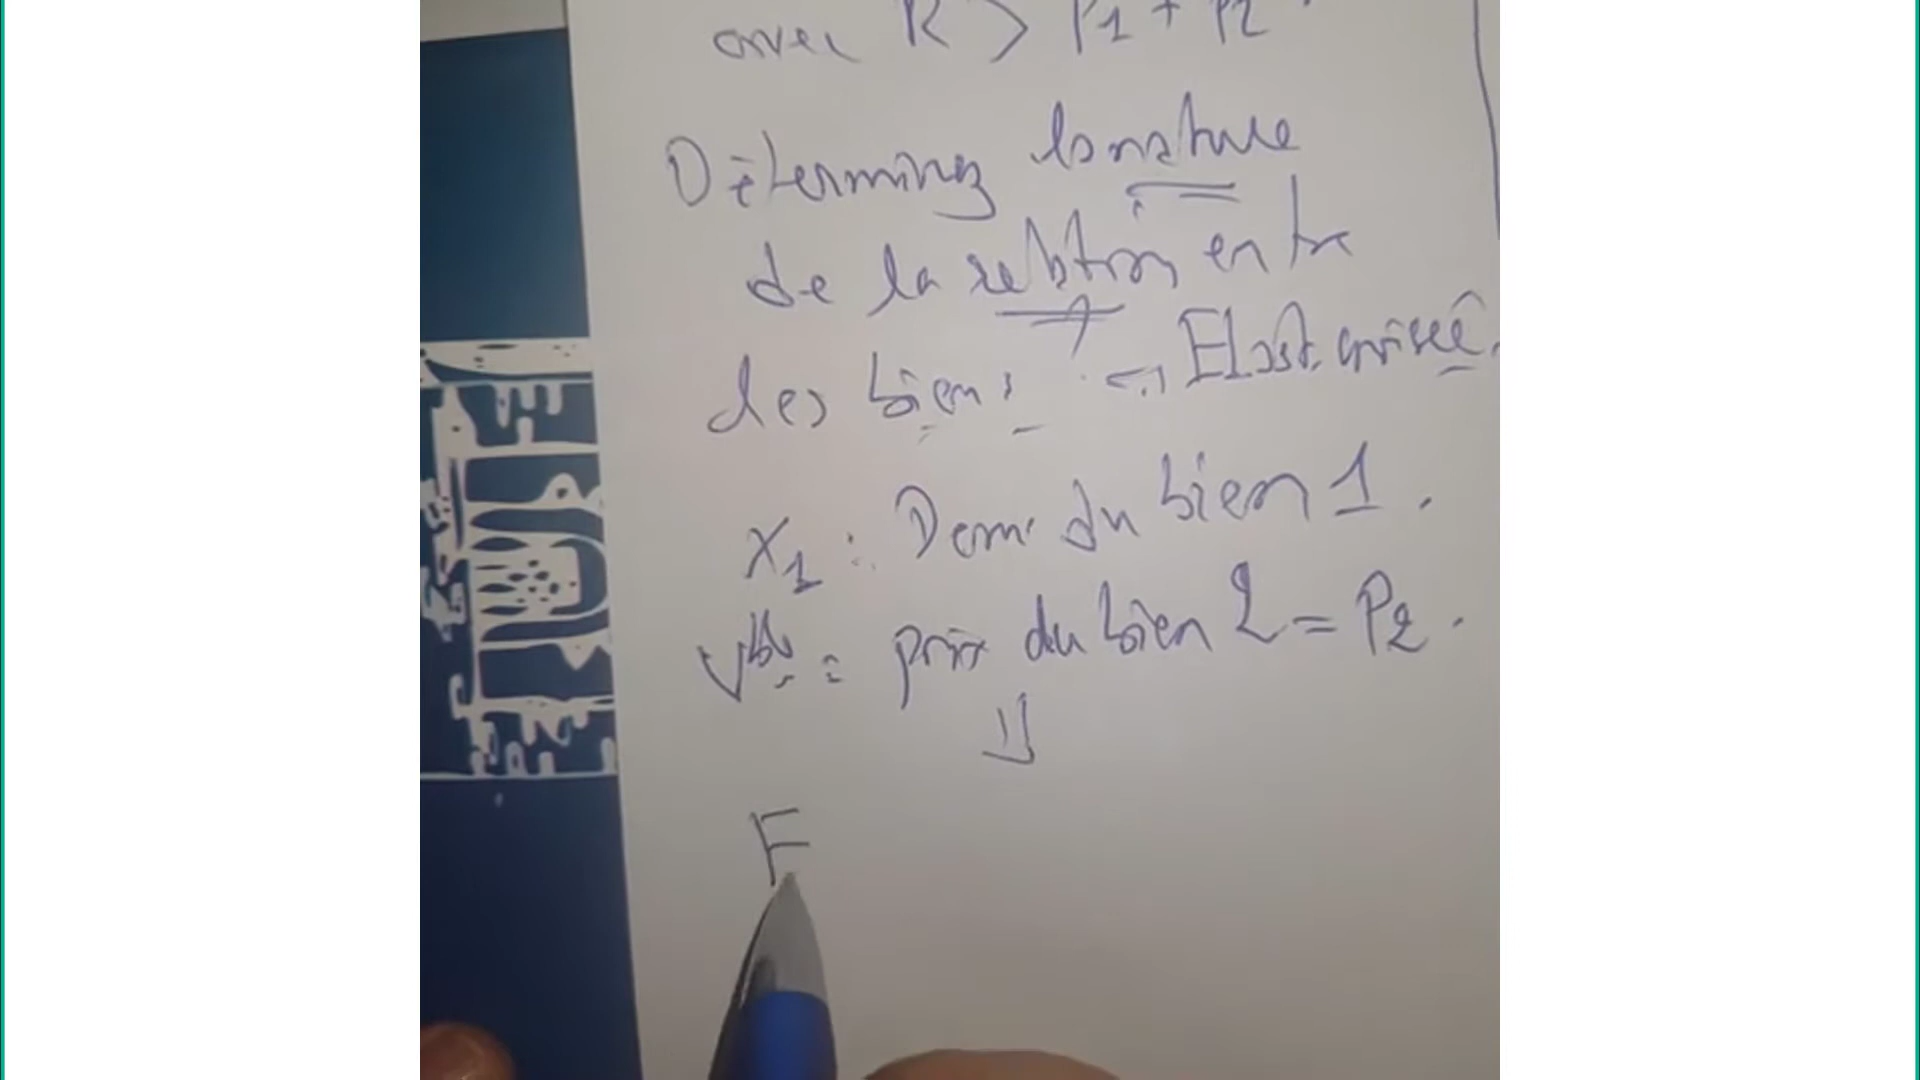 avec R > P1 + P2.
Déterminez la nature
de la relation entre
des biens → Elast. croisée.
X1 : Dem. du bien 1.
Vble : prix du bien 2 = P2.
⇓
E